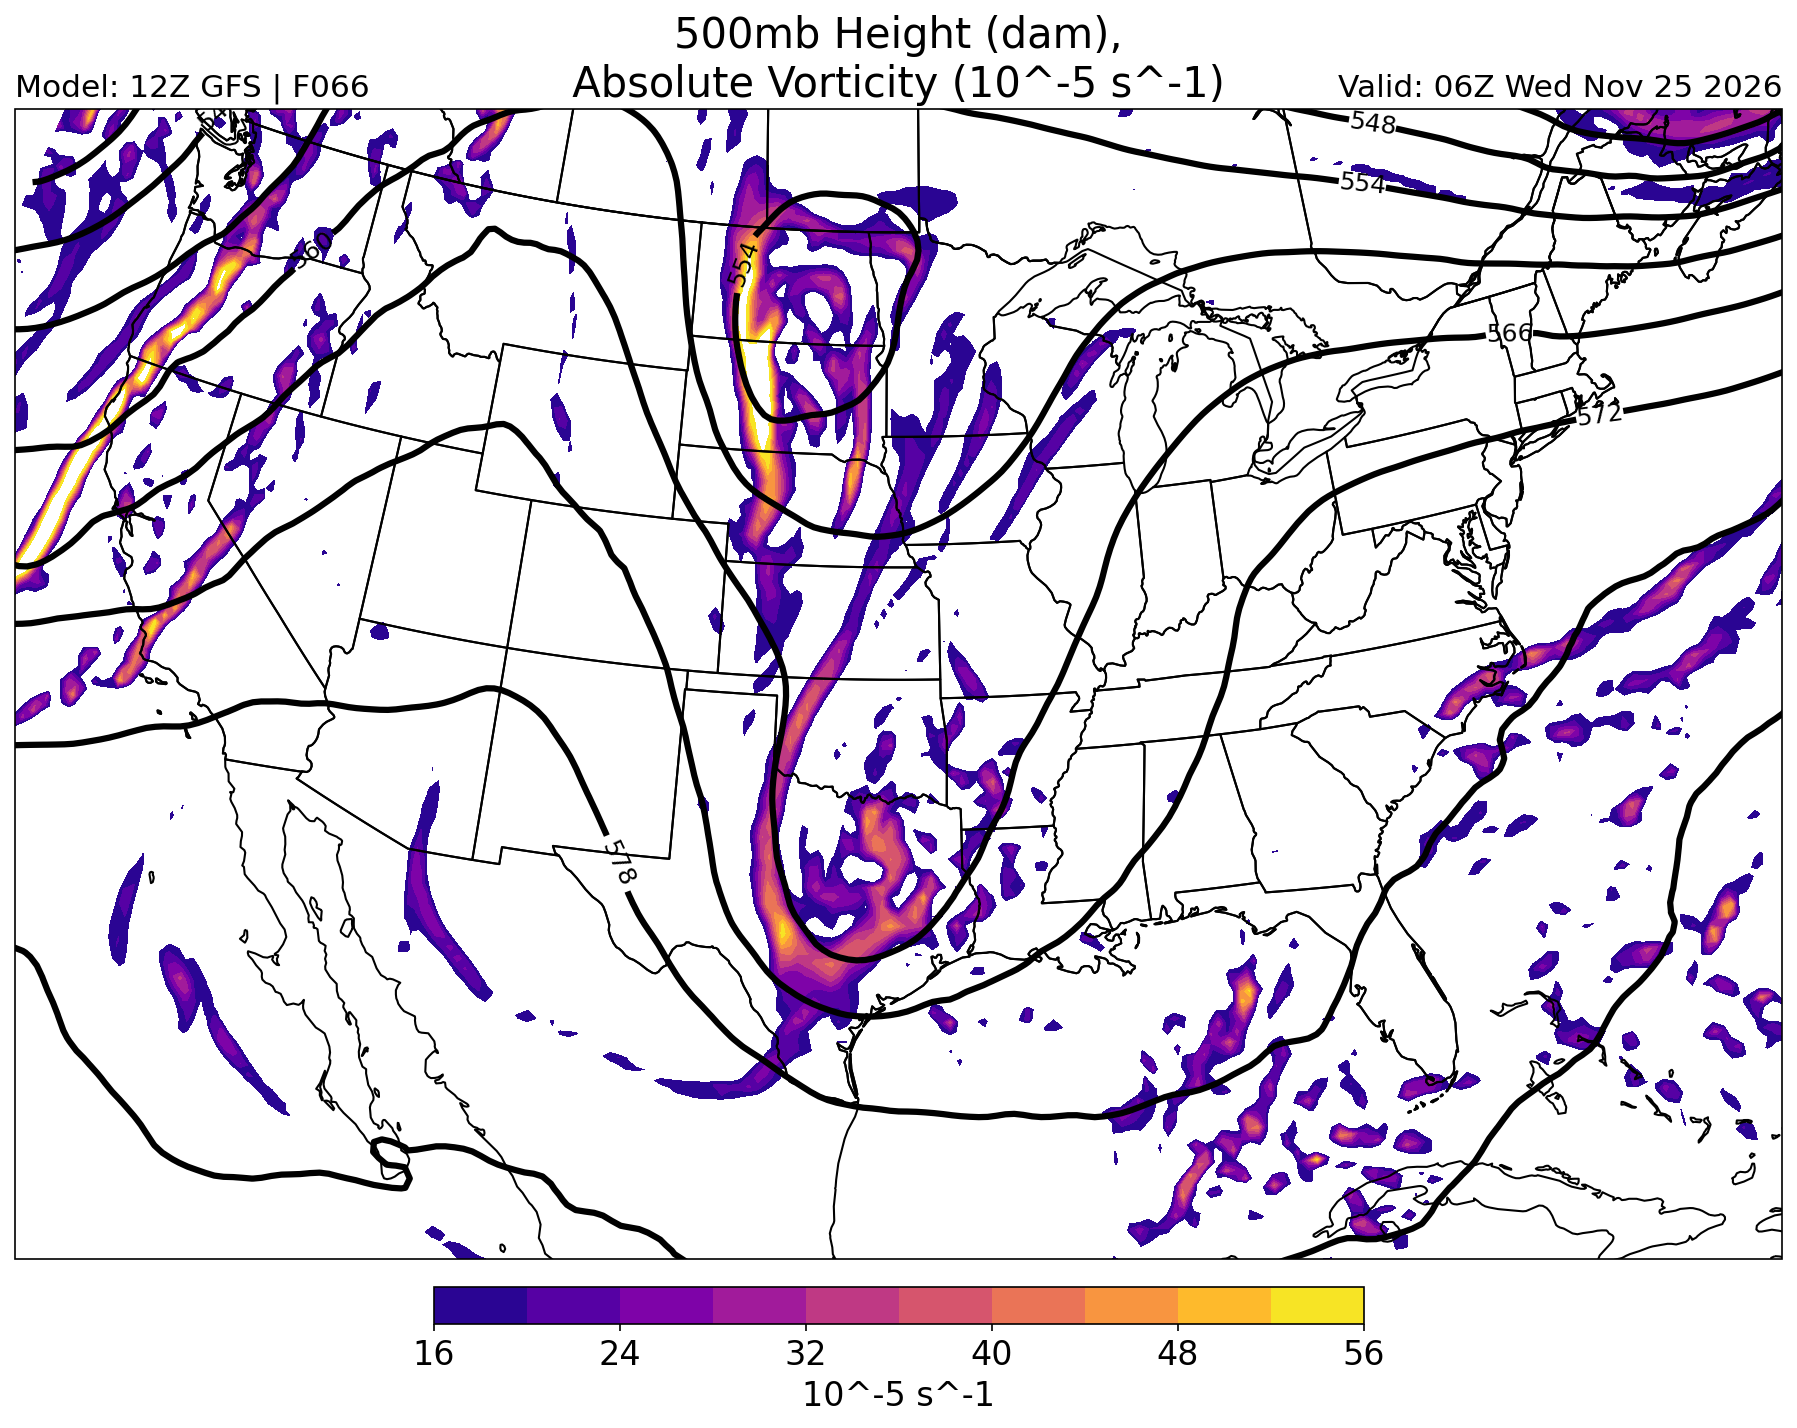 500mb Height (dam),
Model: 12Z GFS | F066
Absolute Vorticity (10^-5 s^-1)
Valid: 06Z Wed Nov 25 2026
548
554
560
554
566
572
578
16 24 32 40 48 56
10^-5 s^-1